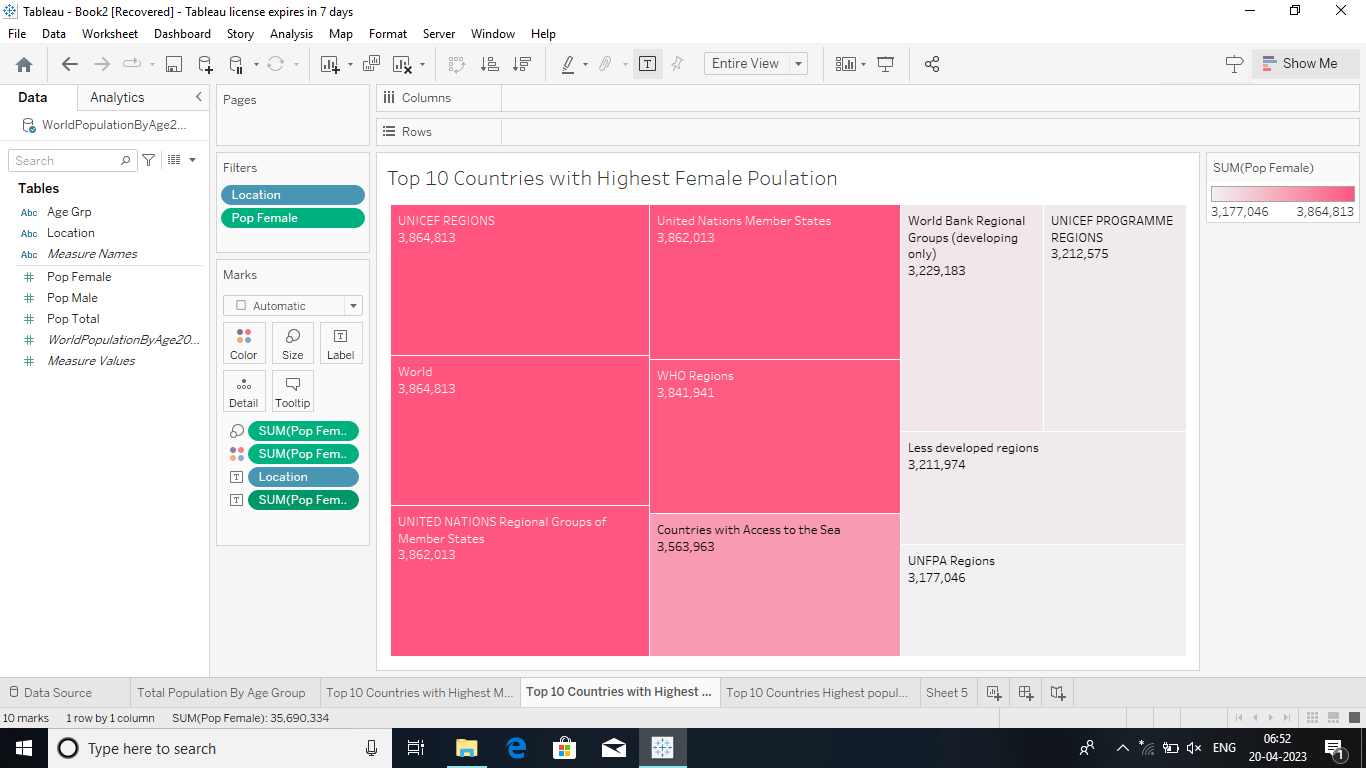 Tableau - Book2 [Recovered] - Tableau license expires in 7 days
File Data Worksheet Dashboard Story Analysis Map Format Server Window Help
Entire View
Show Me
Data
Analytics
WorldPopulationByAge2...
Search
Tables
Abc Age Grp
Abc Location
Abc Measure Names
# Pop Female
# Pop Male
# Pop Total
# WorldPopulationByAge20...
# Measure Values
Pages
Filters
Location
Pop Female
Marks
Automatic
Color Size Label
Detail Tooltip
SUM(Pop Fem..
SUM(Pop Fem..
Location
SUM(Pop Fem..
Columns
Rows
Top 10 Countries with Highest Female Poulation
UNICEF REGIONS
3,864,813
World
3,864,813
UNITED NATIONS Regional Groups of
Member States
3,862,013
United Nations Member States
3,862,013
WHO Regions
3,841,941
Countries with Access to the Sea
3,563,963
World Bank Regional
Groups (developing
only)
3,229,183
UNICEF PROGRAMME
REGIONS
3,212,575
Less developed regions
3,211,974
UNFPA Regions
3,177,046
SUM(Pop Female)
3,177,046 3,864,813
Data Source Total Population By Age Group Top 10 Countries with Highest M... Top 10 Countries with Highest ... Top 10 Countries Highest popul... Sheet 5
10 marks 1 row by 1 column SUM(Pop Female): 35,690,334
Type here to search
ENG
06:52
20-04-2023
1